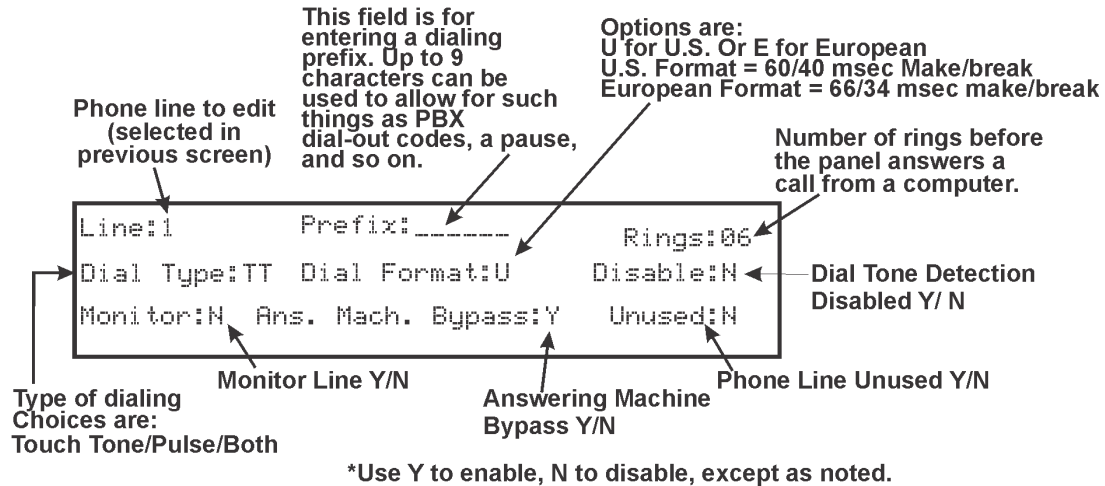 This field is for
entering a dialing
prefix. Up to 9
characters can be
used to allow for such
things as PBX
dial-out codes, a pause,
and so on.
Options are:
U for U.S. Or E for European
U.S. Format = 60/40 msec Make/break
European Format = 66/34 msec make/break
Phone line to edit
(selected in
previous screen)
Number of rings before
the panel answers a
call from a computer.
Line:1 Prefix:______ Rings:06
Dial Type:TT Dial Format:U Disable:N
Monitor:N Ans. Mach. Bypass:Y Unused:N
Dial Tone Detection
Disabled Y/ N
Monitor Line Y/N
Answering Machine
Bypass Y/N
Phone Line Unused Y/N
Type of dialing
Choices are:
Touch Tone/Pulse/Both
*Use Y to enable, N to disable, except as noted.